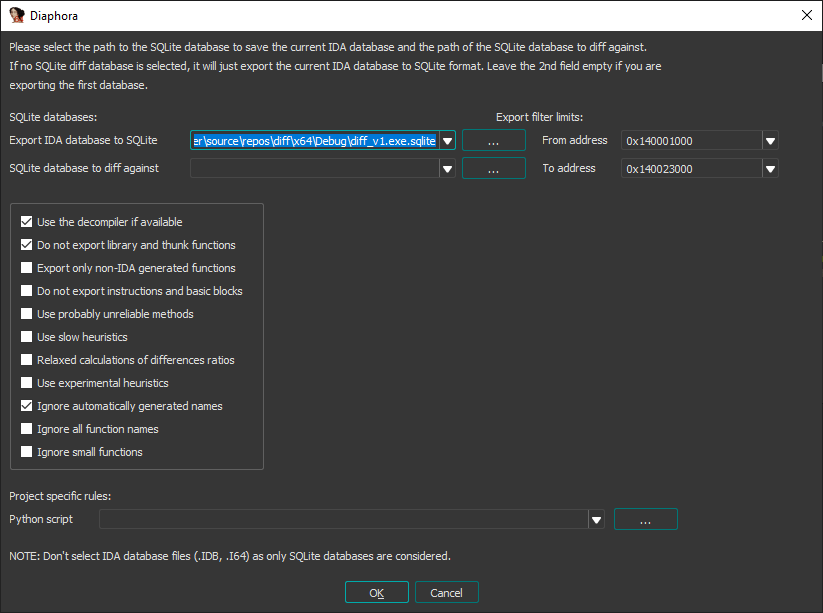 Diaphora
Please select the path to the SQLite database to save the current IDA database and the path of the SQLite database to diff against.
If no SQLite diff database is selected, it will just export the current IDA database to SQLite format. Leave the 2nd field empty if you are
exporting the first database.
SQLite databases:
Export filter limits:
Export IDA database to SQLite
er\source\repos\diff\x64\Debug\diff_v1.exe.sqlite
...
From address
0x140001000
SQLite database to diff against
...
To address
0x140023000
Use the decompiler if available
Do not export library and thunk functions
Export only non-IDA generated functions
Do not export instructions and basic blocks
Use probably unreliable methods
Use slow heuristics
Relaxed calculations of differences ratios
Use experimental heuristics
Ignore automatically generated names
Ignore all function names
Ignore small functions
Project specific rules:
Python script
...
NOTE: Don't select IDA database files (.IDB, .I64) as only SQLite databases are considered.
OK
Cancel